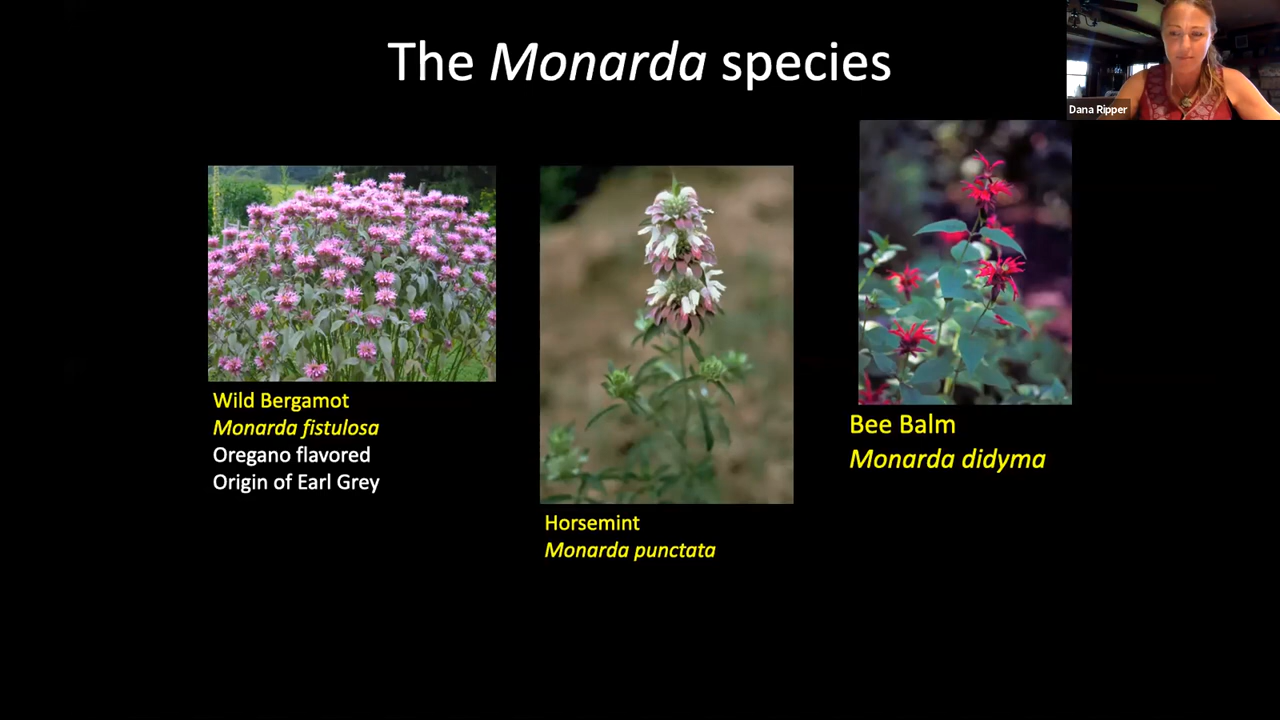 The Monarda species
Dana Ripper
Wild Bergamot
Monarda fistulosa
Oregano flavored
Origin of Earl Grey
Horsemint
Monarda punctata
Bee Balm
Monarda didyma